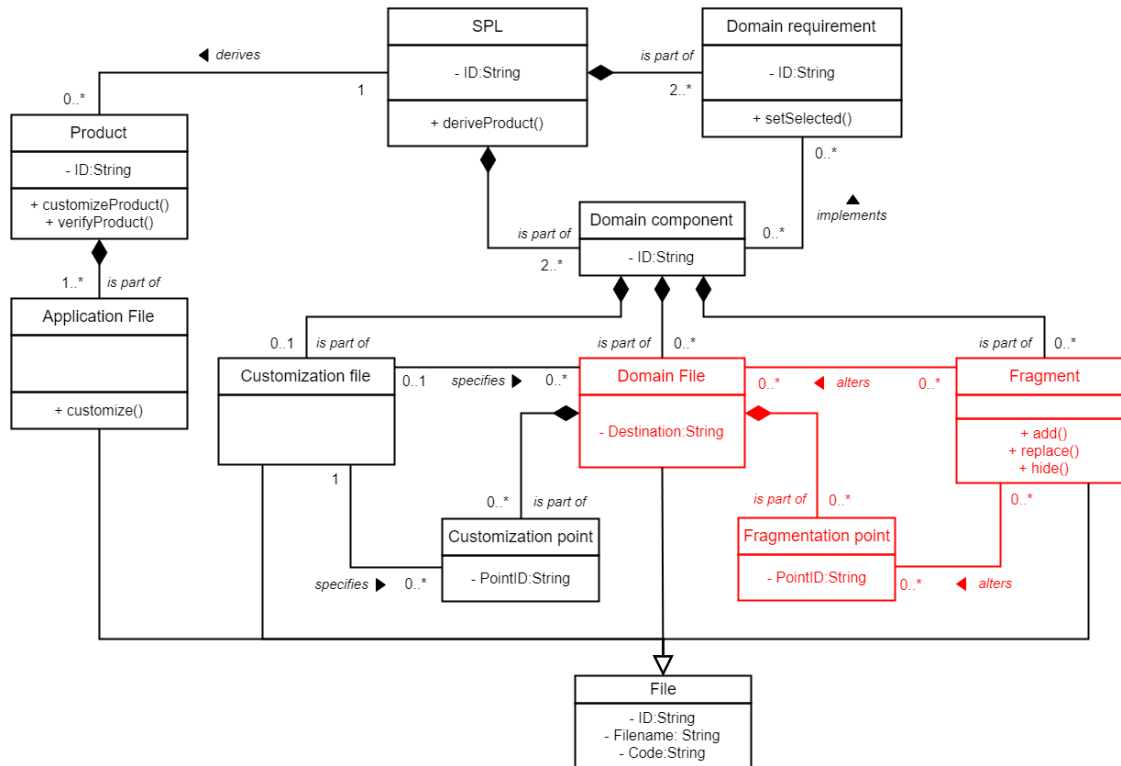 SPL
- ID:String
+ deriveProduct()
Domain requirement
- ID:String
+ setSelected()
derives
0..*
1
is part of
2..*
Product
- ID:String
+ customizeProduct()
+ verifyProduct()
0..*
implements
0..*
Domain component
- ID:String
is part of
2..*
1..*
is part of
Application File
+ customize()
0..1
is part of
is part of
0..*
is part of
0..*
Customization file
0..1
specifies
0..*
Domain File
- Destination:String
0..*
alters
0..*
Fragment
+ add()
+ replace()
+ hide()
1
0..*
is part of
is part of
0..*
0..*
Customization point
- PointID:String
specifies
0..*
Fragmentation point
- PointID:String
0..*
alters
File
- ID:String
- Filename: String
- Code:String